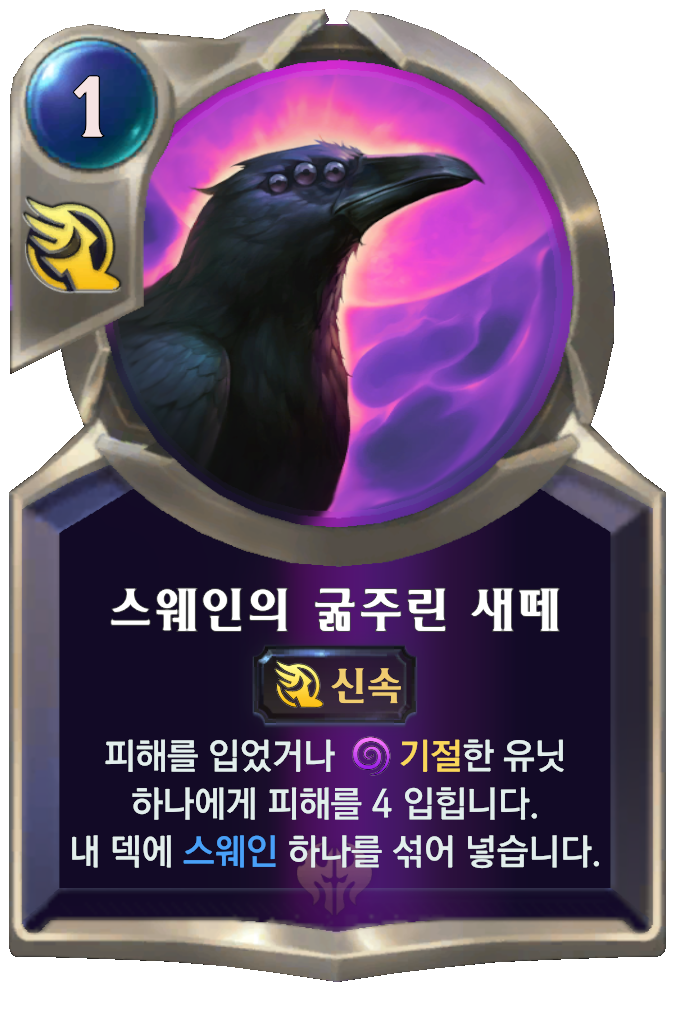 1
스웨인의 굶주린 새떼
신속
피해를 입었거나 기절한 유닛
하나에게 피해를 4 입힙니다.
내 덱에 스웨인 하나를 섞어 넣습니다.